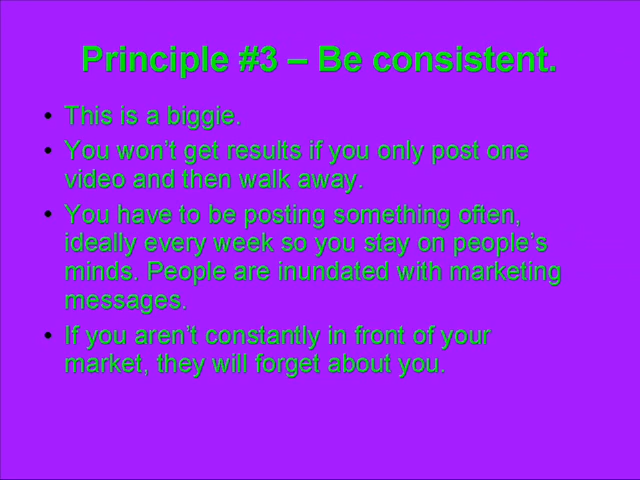 Principle #3 – Be consistent.
• This is a biggie.
• You won’t get results if you only post one
video and then walk away.
• You have to be posting something often,
ideally every week so you stay on people’s
minds. People are inundated with marketing
messages.
• If you aren’t constantly in front of your
market, they will forget about you.